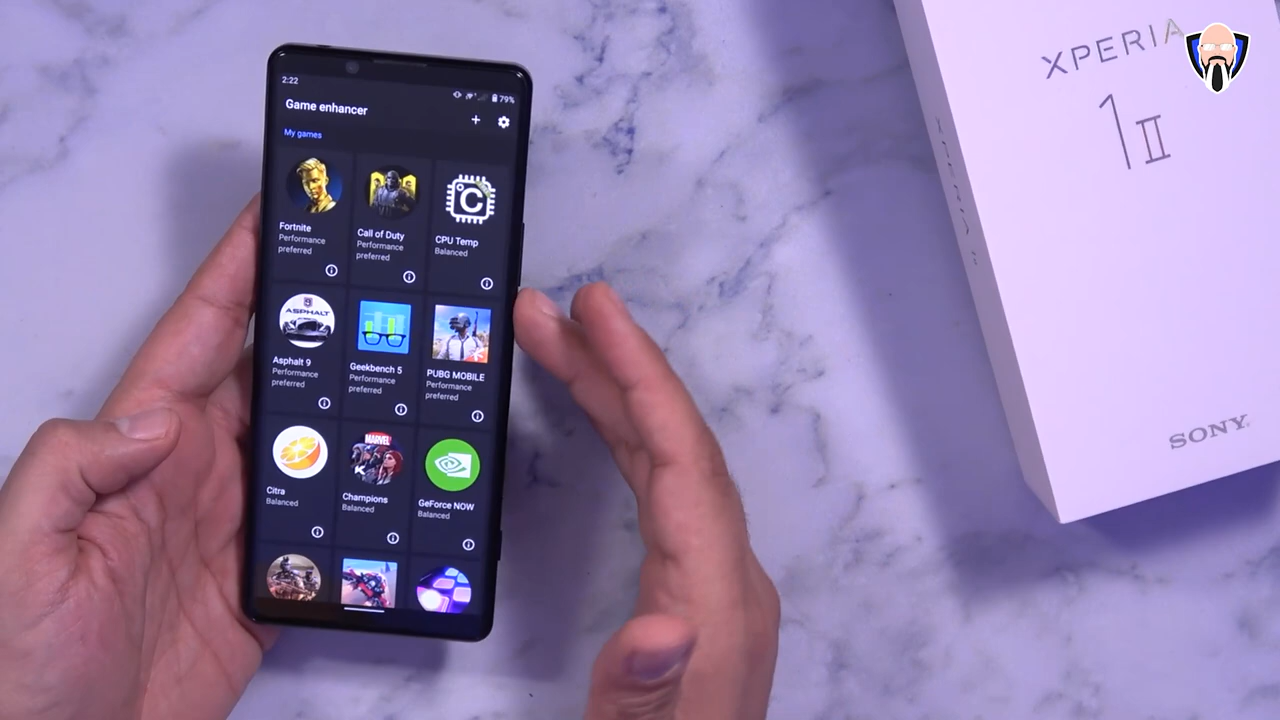 2:22
79%
Game enhancer
My games
Fortnite
Performance
preferred
Call of Duty
Performance
preferred
CPU Temp
Balanced
ASPHALT
Asphalt 9
Performance
preferred
Geekbench 5
Performance
preferred
PUBG MOBILE
Performance
preferred
Citra
Balanced
MARVEL
Champions
Balanced
GeForce NOW
Balanced
XPERIA
1 II
SONY